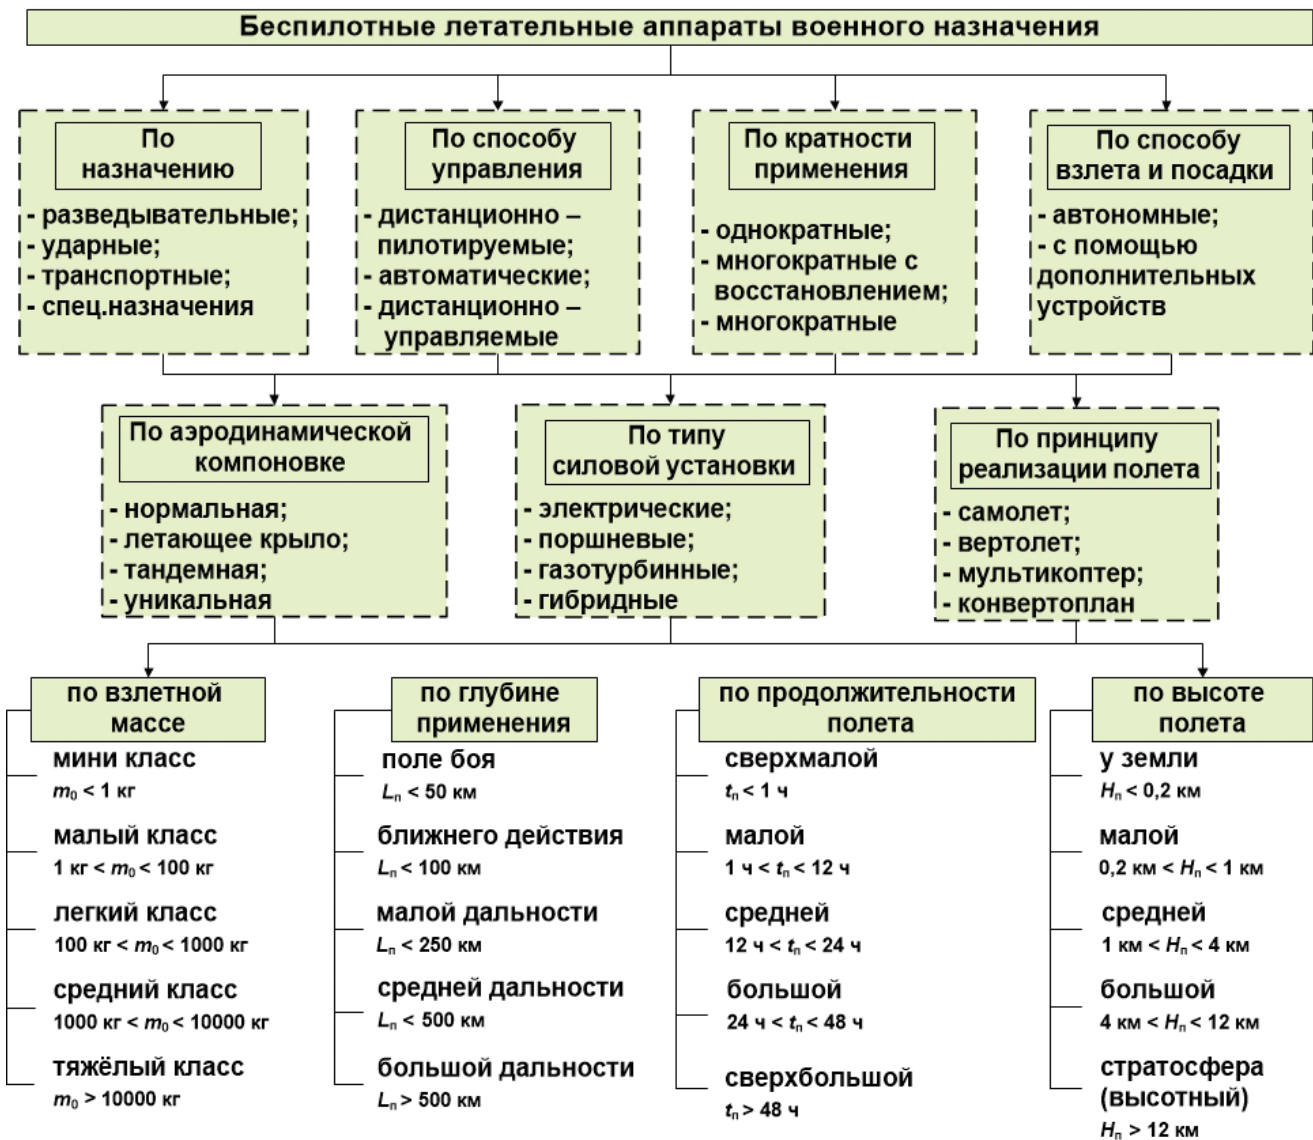 Беспилотные летательные аппараты военного назначения
По
назначению
- разведывательные;
- ударные;
- транспортные;
- спец.назначения
По способу
управления
- дистанционно –
пилотируемые;
- автоматические;
- дистанционно –
управляемые
По кратности
применения
- однократные;
- многократные с
восстановлением;
- многократные
По способу
взлета и посадки
- автономные;
- с помощью
дополнительных
устройств
По аэродинамической
компоновке
- нормальная;
- летающее крыло;
- тандемная;
- уникальная
По типу
силовой установки
- электрические;
- поршневые;
- газотурбинные;
- гибридные
По принципу
реализации полета
- самолет;
- вертолет;
- мультикоптер;
- конвертоплан
по взлетной
массе
мини класс
m₀ < 1 кг
малый класс
1 кг < m₀ < 100 кг
легкий класс
100 кг < m₀ < 1000 кг
средний класс
1000 кг < m₀ < 10000 кг
тяжёлый класс
m₀ > 10000 кг
по глубине
применения
поле боя
Lп < 50 км
ближнего действия
Lп < 100 км
малой дальности
Lп < 250 км
средней дальности
Lп < 500 км
большой дальности
Lп > 500 км
по продолжительности
полета
сверхмалой
tп < 1 ч
малой
1 ч < tп < 12 ч
средней
12 ч < tп < 24 ч
большой
24 ч < tп < 48 ч
сверхбольшой
tп > 48 ч
по высоте
полета
у земли
Hп < 0,2 км
малой
0,2 км < Hп < 1 км
средней
1 км < Hп < 4 км
большой
4 км < Hп < 12 км
стратосфера
(высотный)
Hп > 12 км